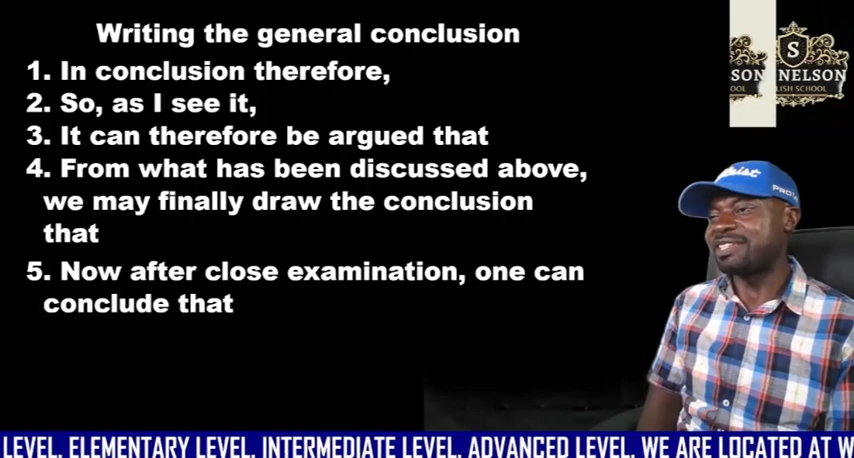 Writing the general conclusion
1. In conclusion therefore,
2. So, as I see it,
3. It can therefore be argued that
4. From what has been discussed above,
we may finally draw the conclusion
that
5. Now after close examination, one can
conclude that
S
SON NELSON
OOL LISH SCHOOL
PRO
LEVEL, ELEMENTARY LEVEL, INTERMEDIATE LEVEL, ADVANCED LEVEL, WE ARE LOCATED AT W